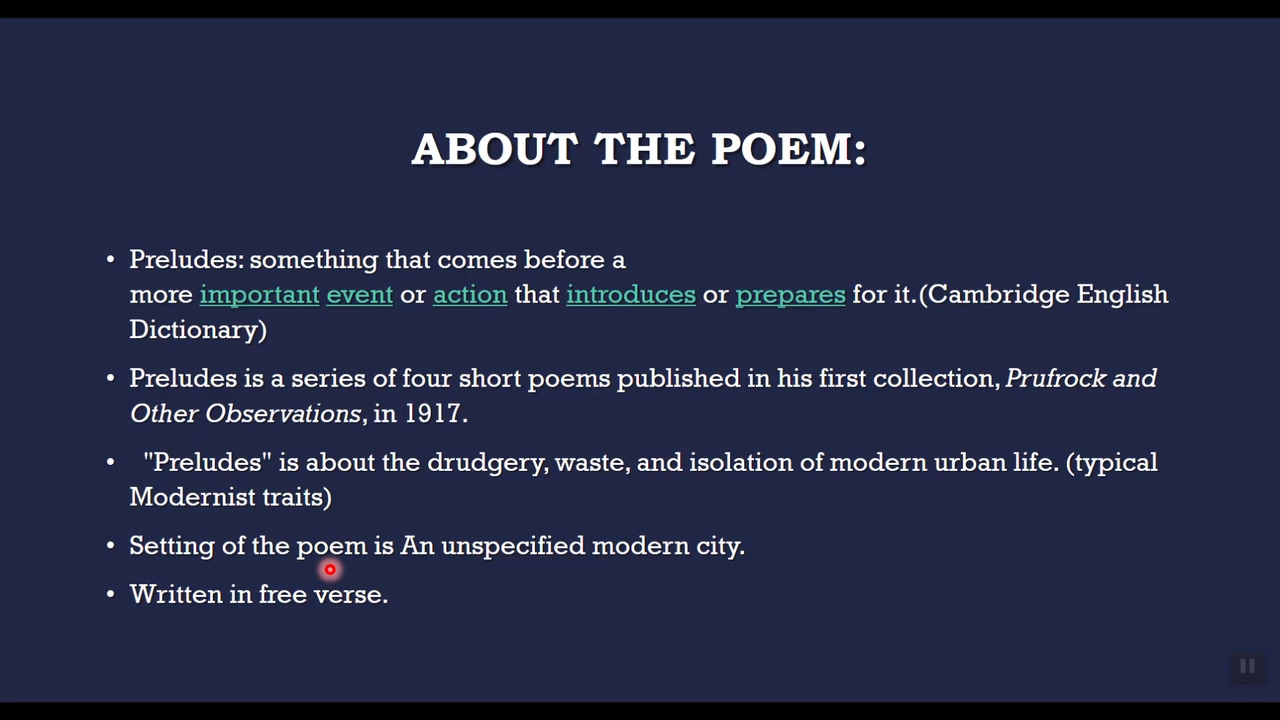 ABOUT THE POEM:
• Preludes: something that comes before a
more important event or action that introduces or prepares for it.(Cambridge English
Dictionary)
• Preludes is a series of four short poems published in his first collection, Prufrock and
Other Observations, in 1917.
• "Preludes" is about the drudgery, waste, and isolation of modern urban life. (typical
Modernist traits)
• Setting of the poem is An unspecified modern city.
• Written in free verse.